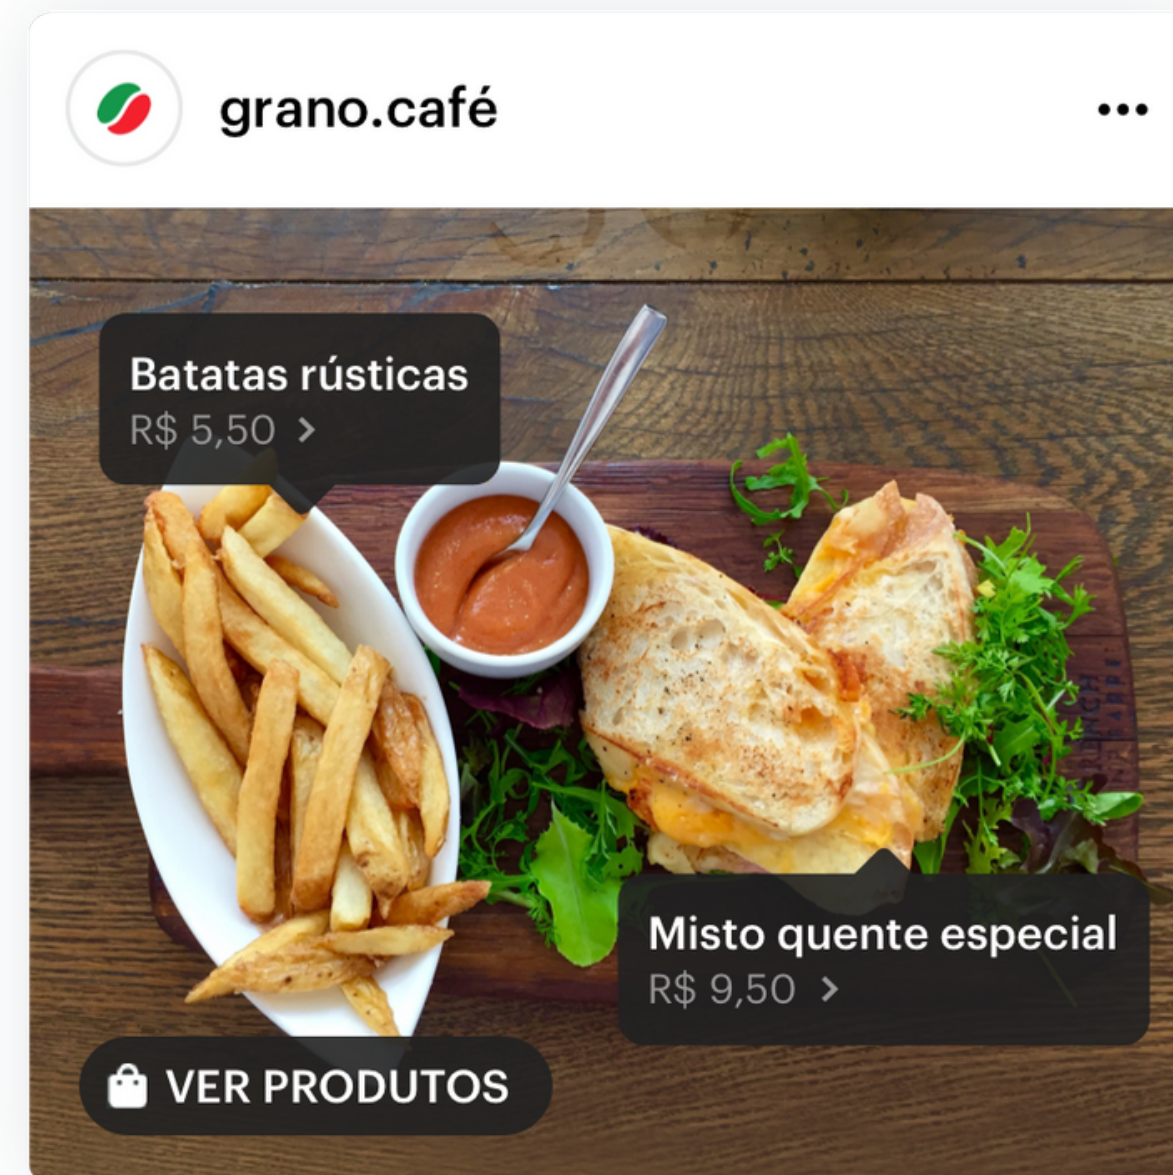 grano.café
Batatas rústicas
R$ 5,50 >
Misto quente especial
R$ 9,50 >
VER PRODUTOS